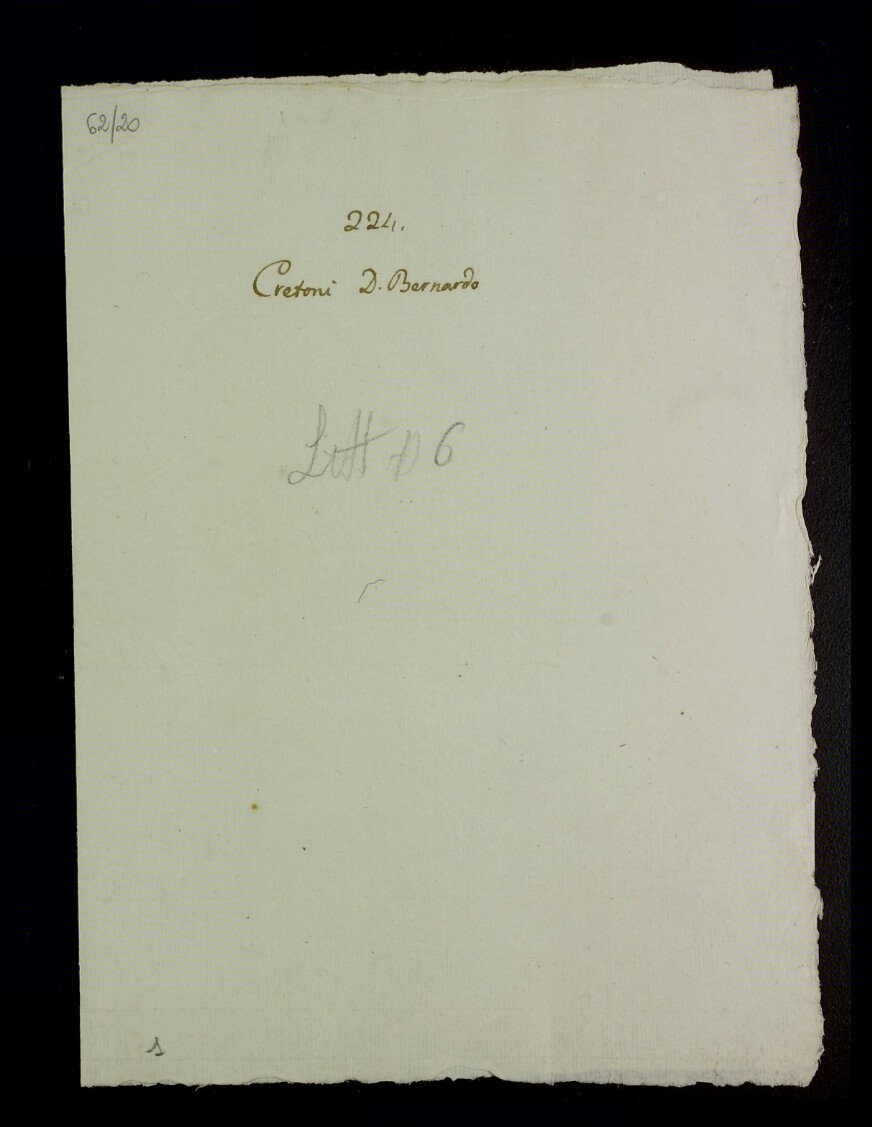 62/20
224.
Cretoni D. Bernardo
Lett. 6
1